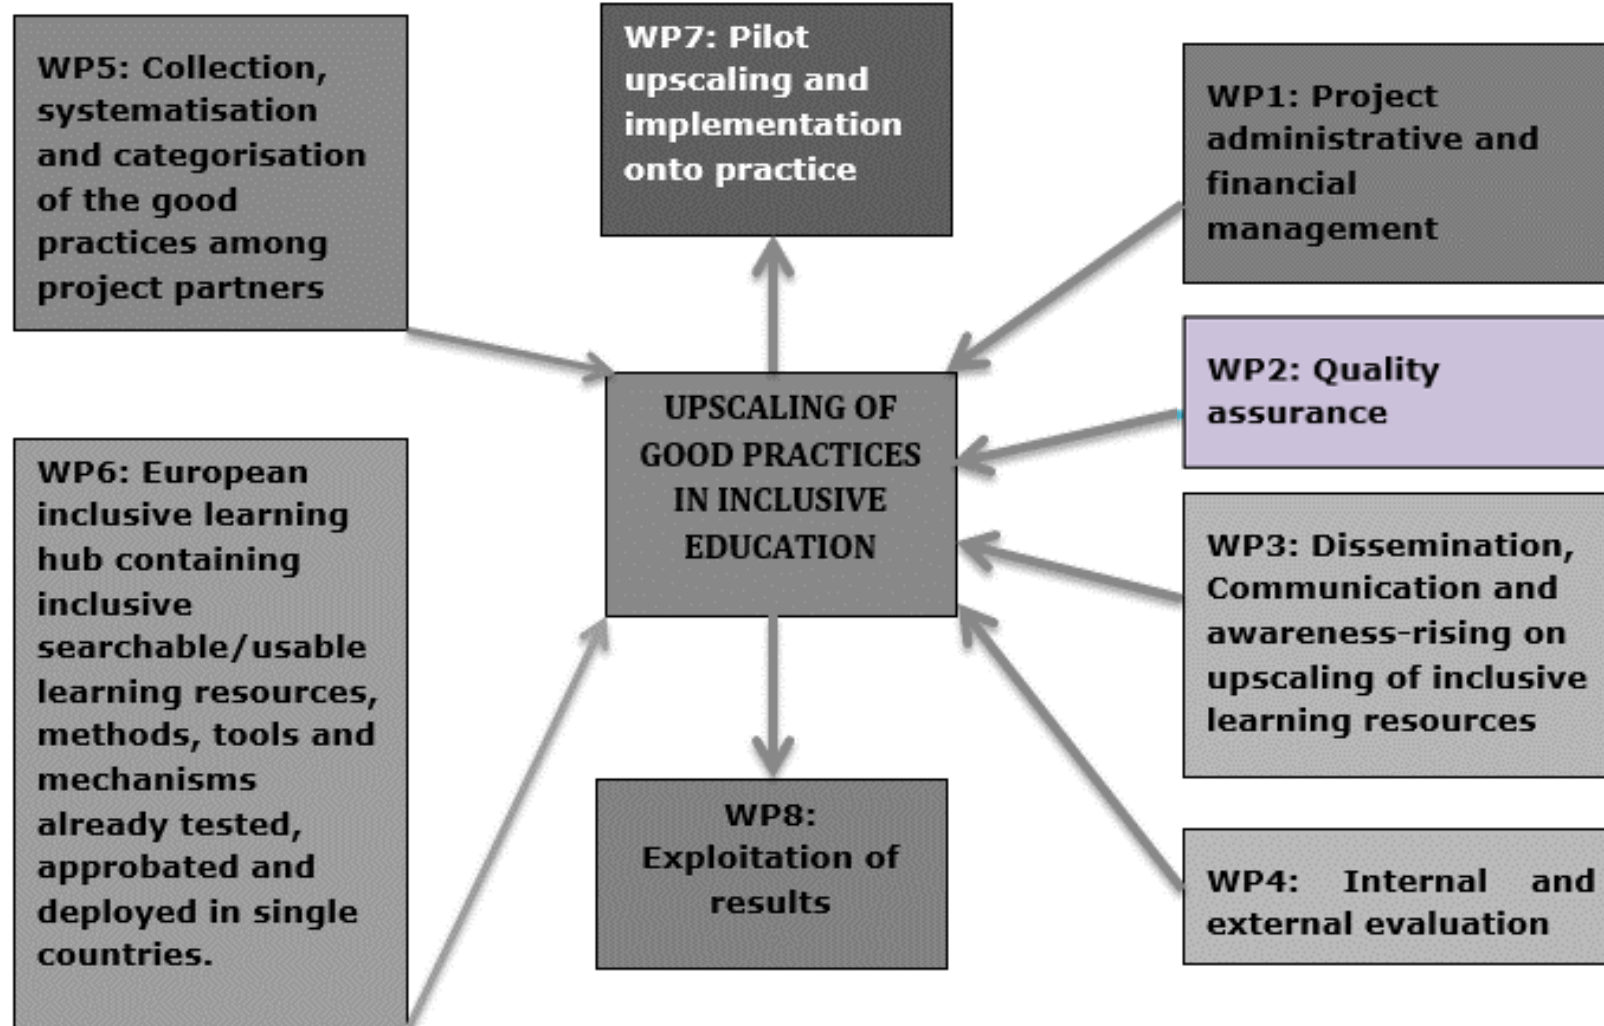 WP5: Collection,
systematisation
and categorisation
of the good
practices among
project partners
WP7: Pilot
upscaling and
implementation
onto practice
WP1: Project
administrative and
financial
management
WP2: Quality
assurance
UPSCALING OF
GOOD PRACTICES
IN INCLUSIVE
EDUCATION
WP6: European
inclusive learning
hub containing
inclusive
searchable/usable
learning resources,
methods, tools and
mechanisms
already tested,
approbated and
deployed in single
countries.
WP3: Dissemination,
Communication and
awareness-rising on
upscaling of inclusive
learning resources
WP8:
Exploitation of
results
WP4: Internal and
external evaluation